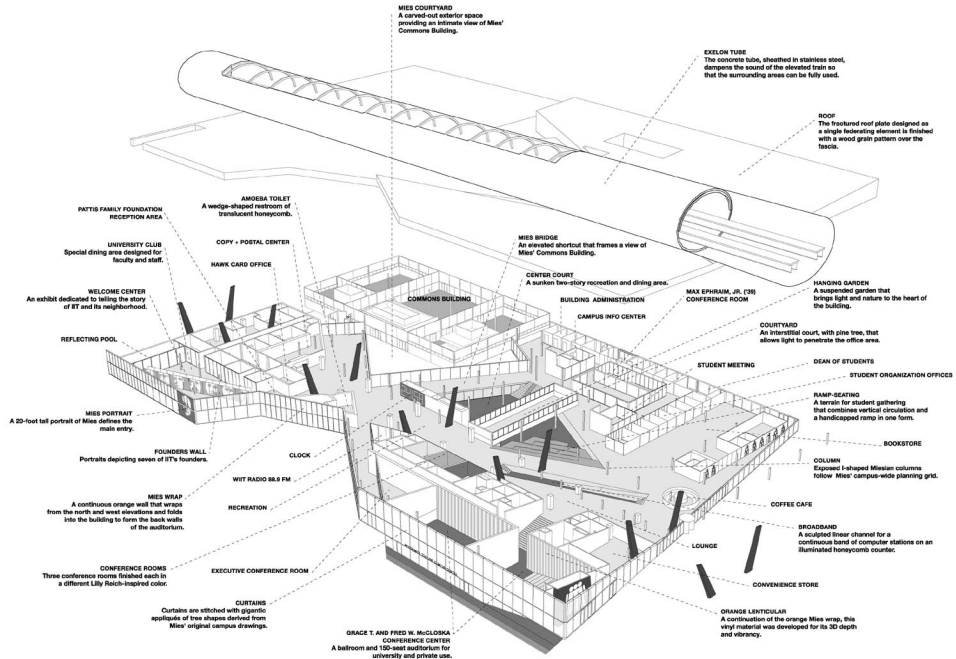 MIES COURTYARD
A carved-out exterior space
providing an intimate view of Mies'
Commons Building.
EXELON TUBE
The concrete tube, sheathed in stainless steel,
dampens the sound of the elevated train so
that the surrounding areas can be fully used.
ROOF
The fractured roof plate designed as
a single federating element is finished
with a wood grain pattern over the
fascia.
AMOEBA TOILET
A wedge-shaped restroom of
translucent honeycomb.
PATTIS FAMILY FOUNDATION
RECEPTION AREA
COPY + POSTAL CENTER
UNIVERSITY CLUB
Special dining area designed for
faculty and staff.
HAWK CARD OFFICE
WELCOME CENTER
An exhibit dedicated to telling the story
of IIT and its neighborhood.
REFLECTING POOL
MIES BRIDGE
An elevated shortcut that frames a view of
Mies' Commons Building.
CENTER COURT
A sunken two-story recreation and dining area.
COMMONS BUILDING
BUILDING ADMINISTRATION
CAMPUS INFO CENTER
MAX EPHRAIM, JR. ('39)
CONFERENCE ROOM
HANGING GARDEN
A suspended garden that
brings light and nature to the heart of
the building.
COURTYARD
An interstitial court, with pine tree, that
allows light to penetrate the office area.
STUDENT MEETING
DEAN OF STUDENTS
STUDENT ORGANIZATION OFFICES
RAMP-SEATING
A terrain for student gathering
that combines vertical circulation and
a handicapped ramp in one form.
BOOKSTORE
COLUMN
Exposed I-shaped Miesian columns
follow Mies' campus-wide planning grid.
COFFEE CAFE
BROADBAND
A sculpted linear channel for a
continuous band of computer stations on an
illuminated honeycomb counter.
LOUNGE
CONVENIENCE STORE
ORANGE LENTICULAR
A continuation of the orange Mies wrap, this
vinyl material was developed for its 3D depth
and vibrancy.
MIES PORTRAIT
A 20-foot tall portrait of Mies defines the
main entry.
FOUNDERS WALL
Portraits depicting seven of IIT's founders.
CLOCK
WIIT RADIO 88.9 FM
MIES WRAP
A continuous orange wall that wraps
from the north and west elevations and folds
into the building to form the back walls
of the auditorium.
RECREATION
CONFERENCE ROOMS
Three conference rooms finished each in
a different Lilly Reich-inspired color.
EXECUTIVE CONFERENCE ROOM
CURTAINS
Curtains are stitched with gigantic
appliqués of tree shapes derived from
Mies' original campus drawings.
GRACE T. AND FRED W. McCLOSKA
CONFERENCE CENTER
A ballroom and 150-seat auditorium for
university and private use.